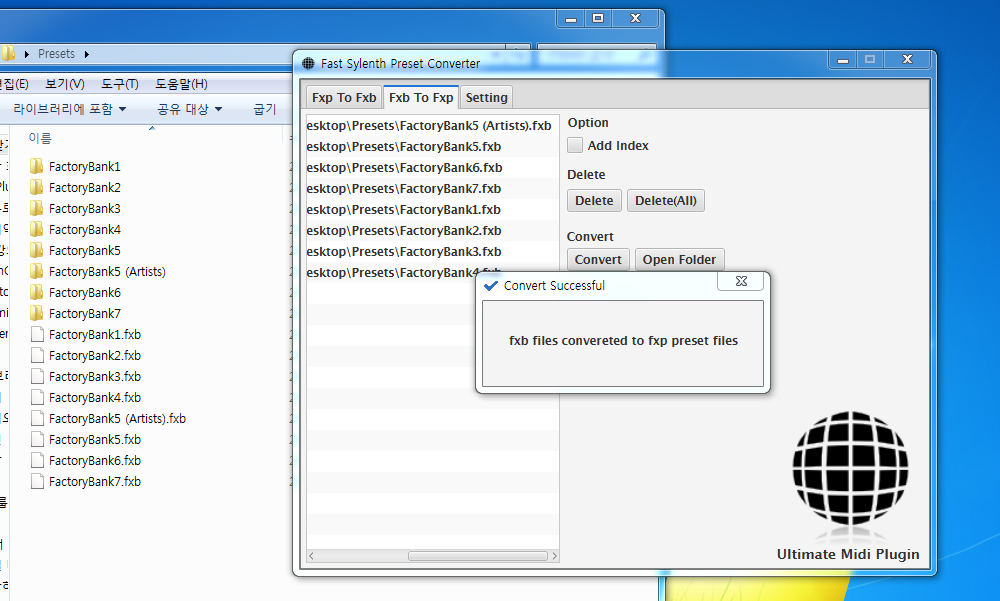 Presets
편집(E) 보기(V) 도구(T) 도움말(H)
라이브러리에 포함 공유 대상 굽기
이름
FactoryBank1
FactoryBank2
FactoryBank3
FactoryBank4
FactoryBank5
FactoryBank5 (Artists)
FactoryBank6
FactoryBank7
FactoryBank1.fxb
FactoryBank2.fxb
FactoryBank3.fxb
FactoryBank4.fxb
FactoryBank5 (Artists).fxb
FactoryBank5.fxb
FactoryBank6.fxb
FactoryBank7.fxb
Fast Sylenth Preset Converter
Fxp To Fxb Fxb To Fxp Setting
esktop\Presets\FactoryBank5 (Artists).fxb
esktop\Presets\FactoryBank5.fxb
esktop\Presets\FactoryBank6.fxb
esktop\Presets\FactoryBank7.fxb
esktop\Presets\FactoryBank1.fxb
esktop\Presets\FactoryBank2.fxb
esktop\Presets\FactoryBank3.fxb
esktop\Presets\FactoryBank4.fxb
Option
Add Index
Delete
Delete Delete(All)
Convert
Convert Open Folder
Convert Successful
fxb files convereted to fxp preset files
Ultimate Midi Plugin